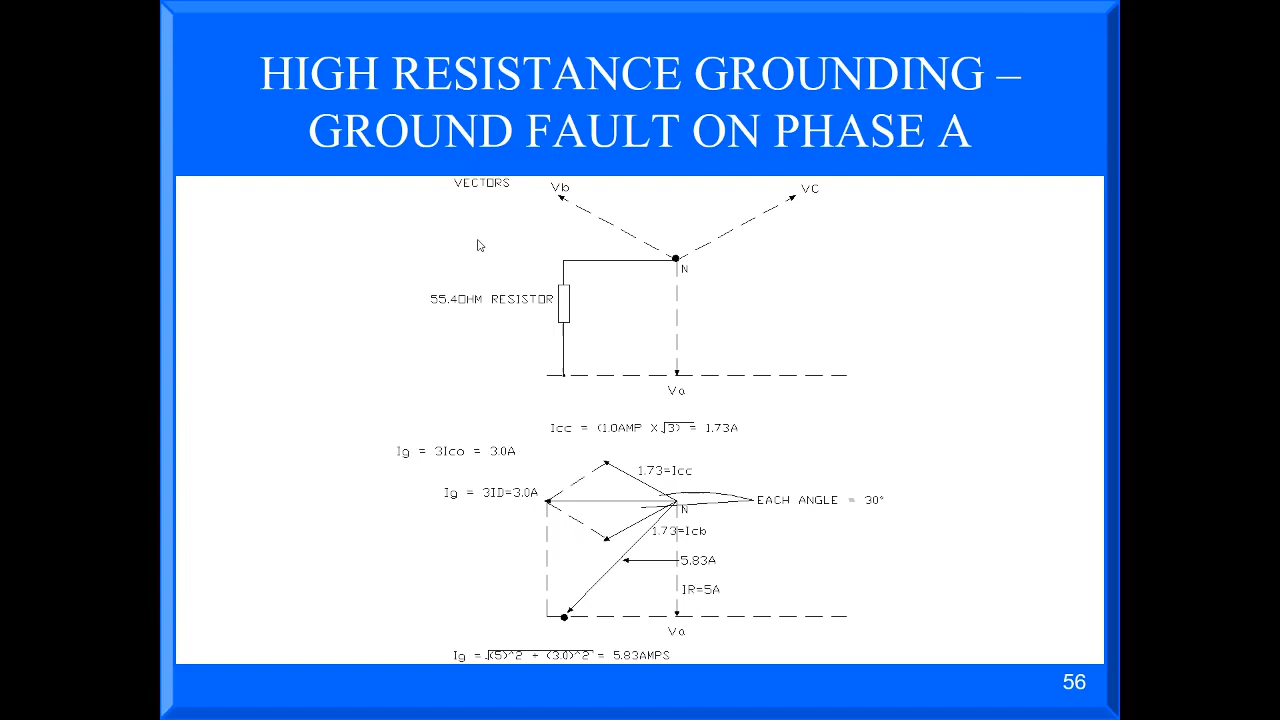 HIGH RESISTANCE GROUNDING –
GROUND FAULT ON PHASE A
VECTORS
Vb
VC
N
55.4OHM RESISTOR
Va
Icc = (1.0AMP X √3) = 1.73A
Ig = 3Ico = 3.0A
1.73=Icc
Ig = 3ID=3.0A
EACH ANGLE = 30°
N
1.73=Icb
5.83A
IR=5A
Va
Ig = √(5)^2 + (3.0)^2 = 5.83AMPS
56